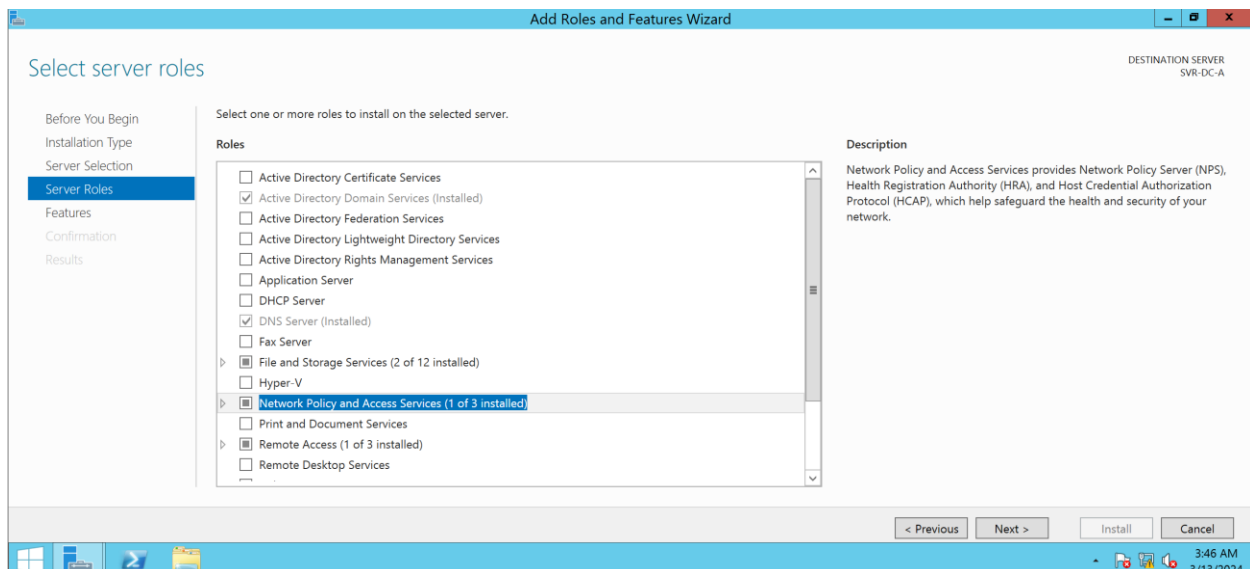 Add Roles and Features Wizard
Select server roles
DESTINATION SERVER
SVR-DC-A
Before You Begin
Installation Type
Server Selection
Server Roles
Features
Confirmation
Results
Select one or more roles to install on the selected server.
Roles
Active Directory Certificate Services
Active Directory Domain Services (Installed)
Active Directory Federation Services
Active Directory Lightweight Directory Services
Active Directory Rights Management Services
Application Server
DHCP Server
DNS Server (Installed)
Fax Server
File and Storage Services (2 of 12 installed)
Hyper-V
Network Policy and Access Services (1 of 3 installed)
Print and Document Services
Remote Access (1 of 3 installed)
Remote Desktop Services
Description
Network Policy and Access Services provides Network Policy Server (NPS),
Health Registration Authority (HRA), and Host Credential Authorization
Protocol (HCAP), which help safeguard the health and security of your
network.
< Previous
Next >
Install
Cancel
3:46 AM
3/13/2024